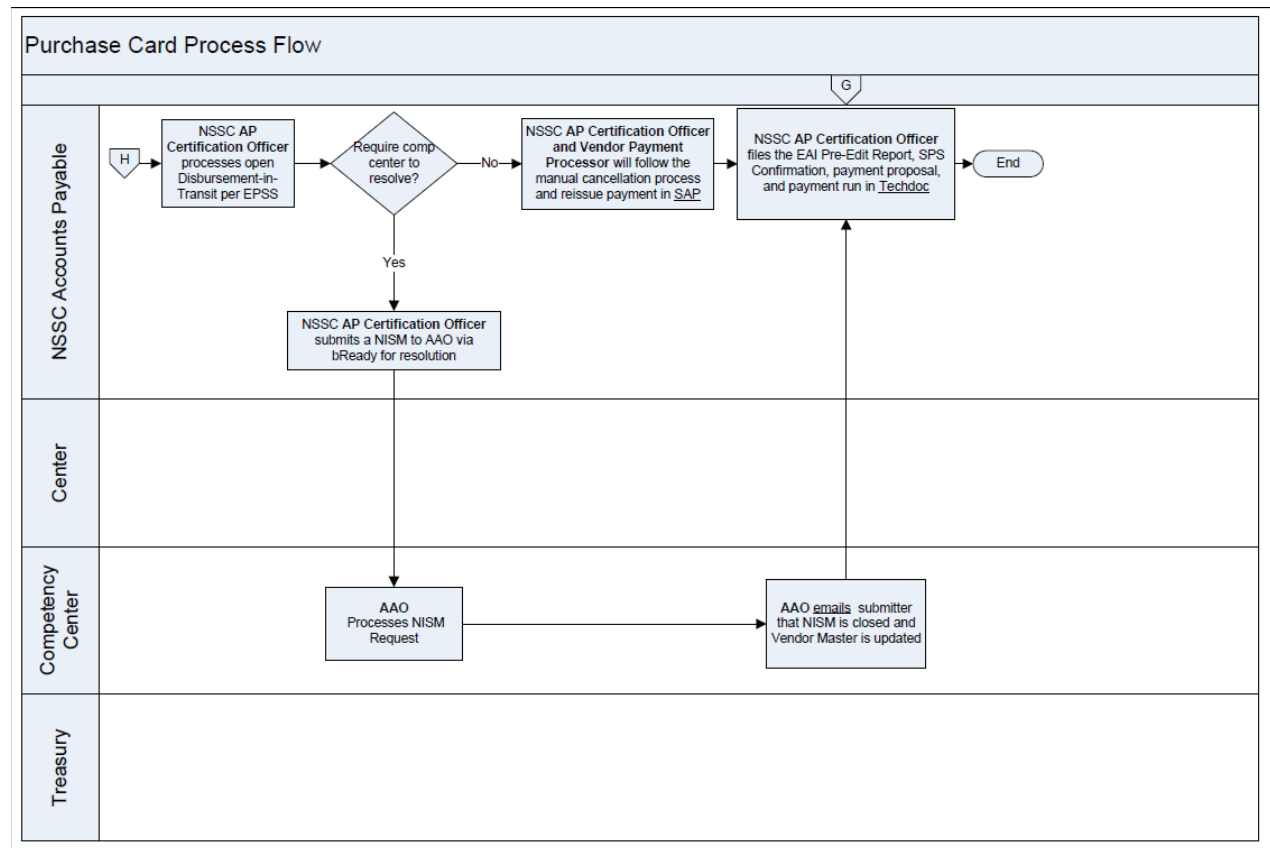 Purchase Card Process Flow
G
NSSC Accounts Payable
H
NSSC AP
Certification Officer
processes open
Disbursement-in-
Transit per EPSS
Require comp
center to
resolve?
No
NSSC AP Certification Officer
and Vendor Payment
Processor will follow the
manual cancellation process
and reissue payment in SAP
NSSC AP Certification Officer
files the EAI Pre-Edit Report, SPS
Confirmation, payment proposal,
and payment run in Techdoc
End
Yes
NSSC AP Certification Officer
submits a NISM to AAO via
bReady for resolution
Center
Competency
Center
AAO
Processes NISM
Request
AAO emails submitter
that NISM is closed and
Vendor Master is updated
Treasury